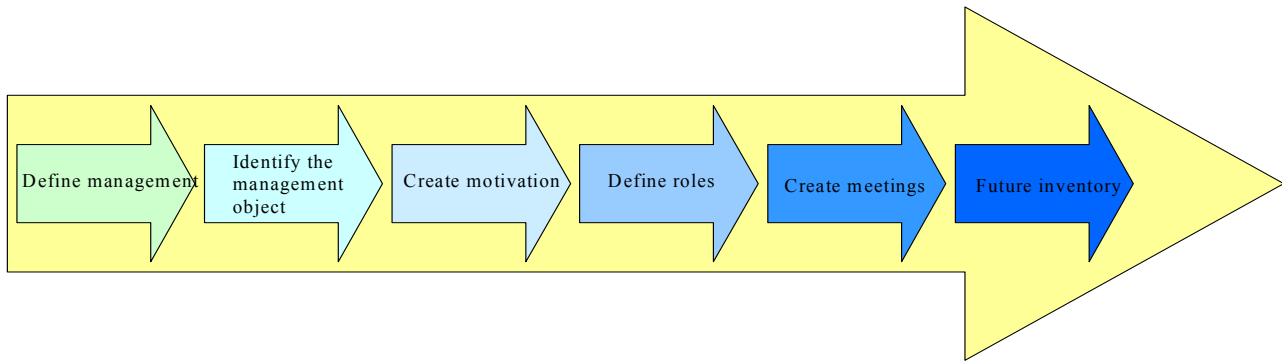 Define management
Identify the
management
object
Create motivation
Define roles
Create meetings
Future inventory